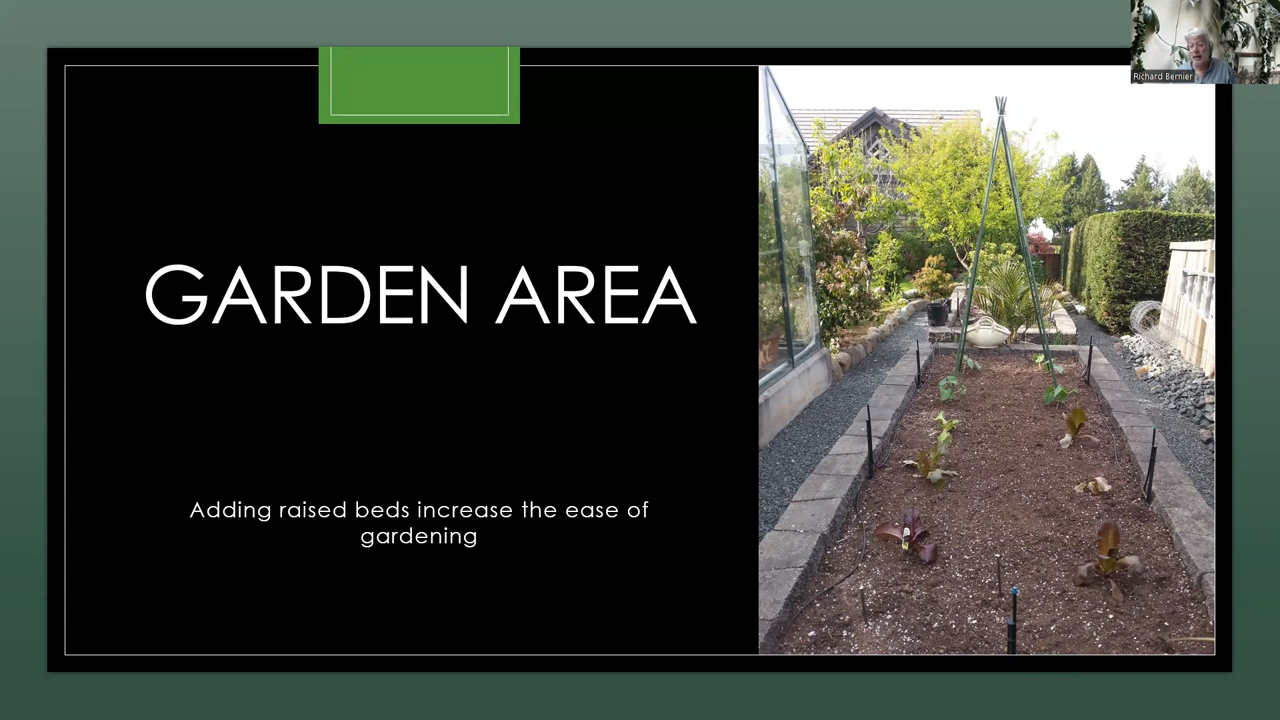 Richard Bernier
GARDEN AREA
Adding raised beds increase the ease of
gardening